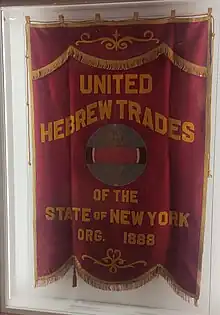 UNITED
HEBREW TRADES
OF THE
STATE OF NEW YORK
ORG. 1888